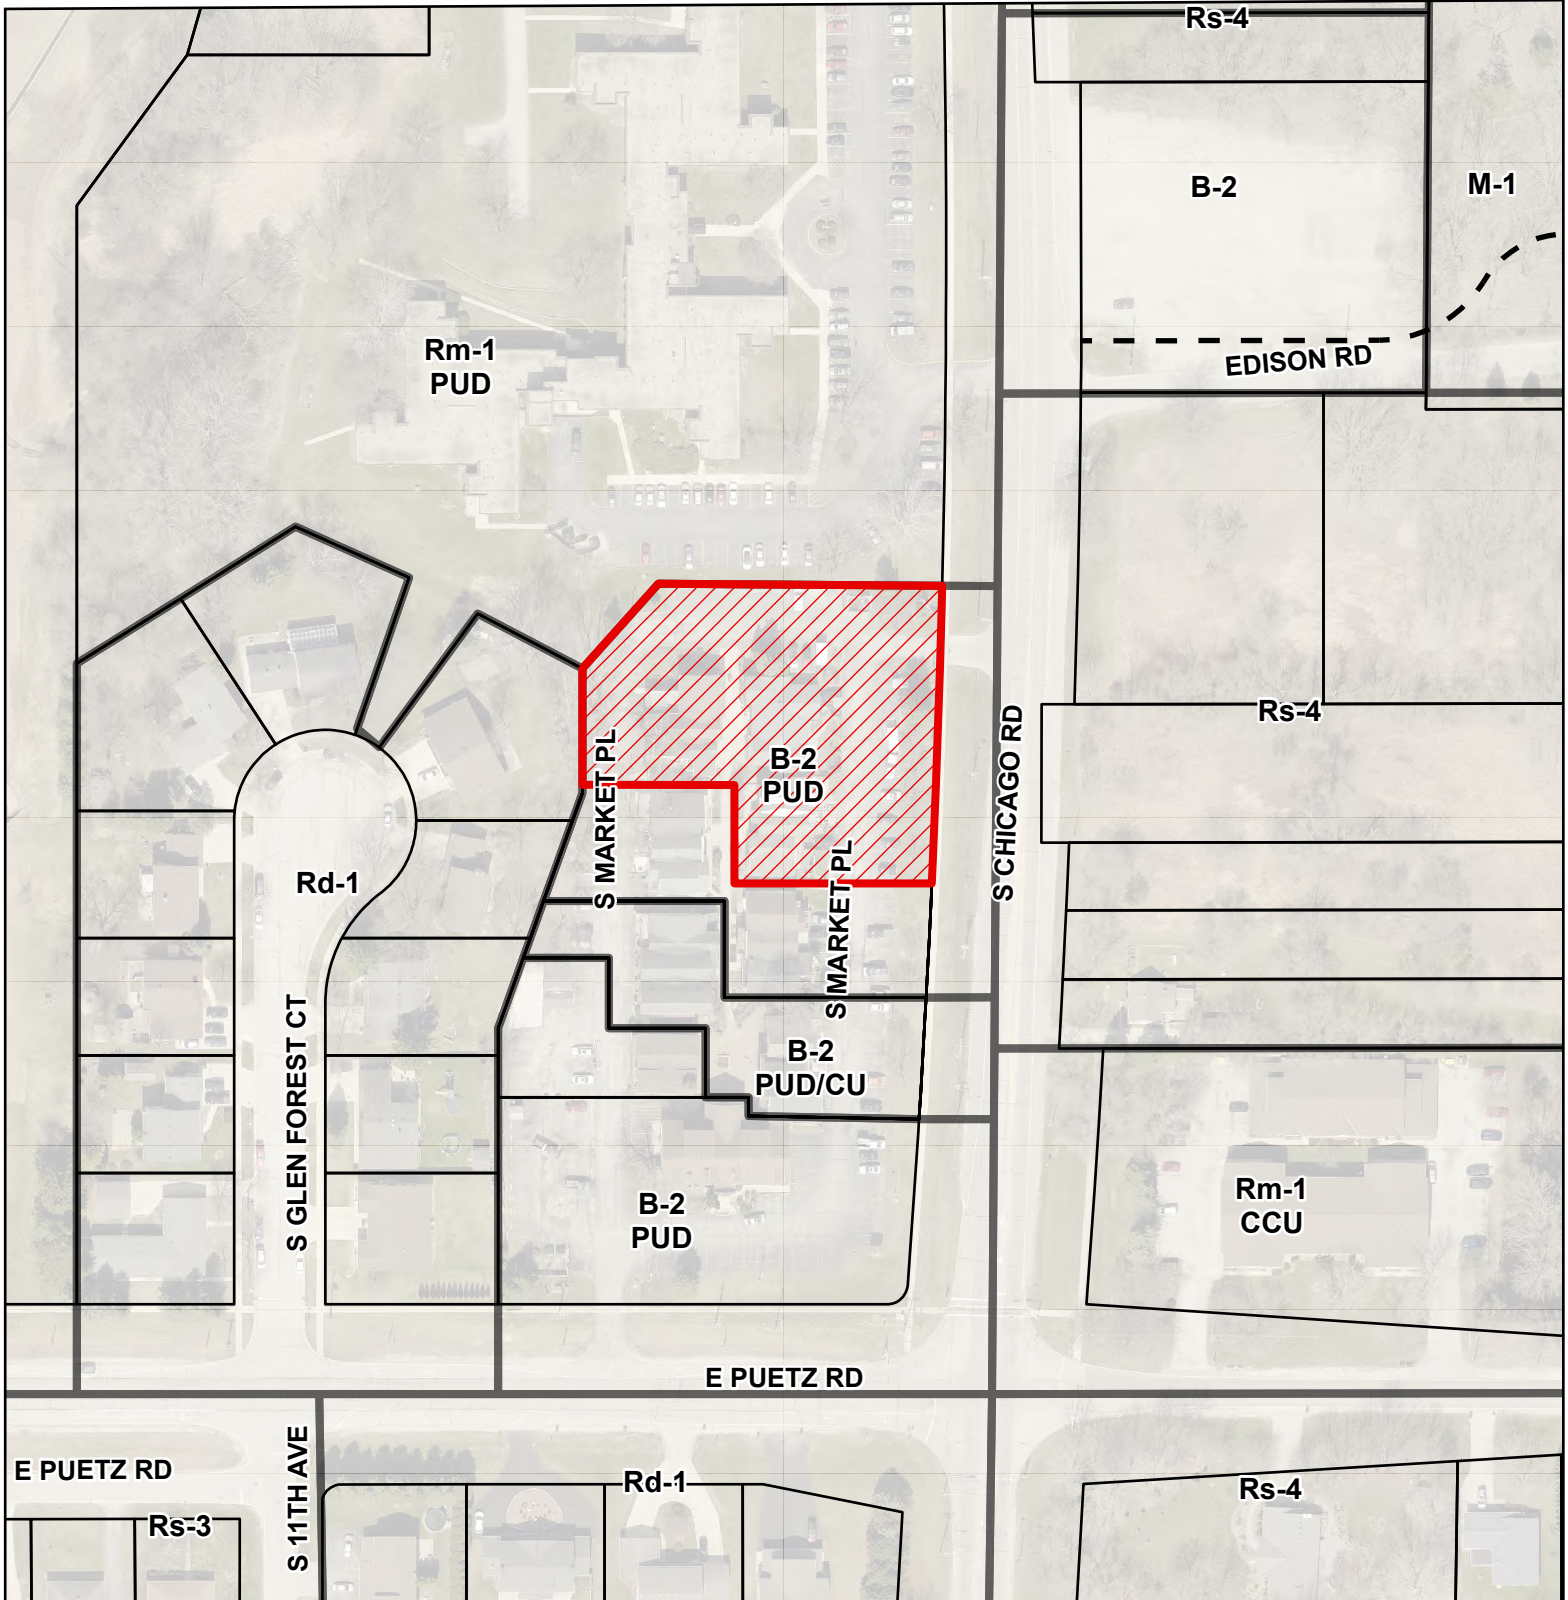 Rs-4
B-2
M-1
EDISON RD
Rm-1
PUD
Rs-4
B-2
PUD
S MARKET PL
S CHICAGO RD
S MARKET PL
Rd-1
B-2
PUD/CU
S GLEN FOREST CT
B-2
PUD
Rm-1
CCU
E PUETZ RD
E PUETZ RD
S 11TH AVE
Rd-1
Rs-4
Rs-3